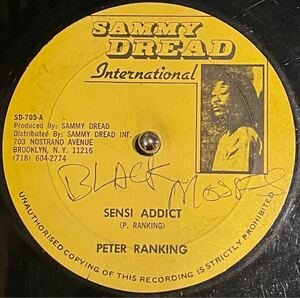 SAMMY
DREAD
International
SD-705-A
Produced By: SAMMY DREAD
Distributed By: SAMMY DREAD INT.
703 NOSTRAND AVENUE
BROOKLYN, N.Y. 11216
(718) 604-2774
BLACK
SENSI ADDICT
(P. RANKING)
PETER RANKING
UNAUTHORISED COPYING OF THIS RECORDING IS STRICTLY PROHIBITED